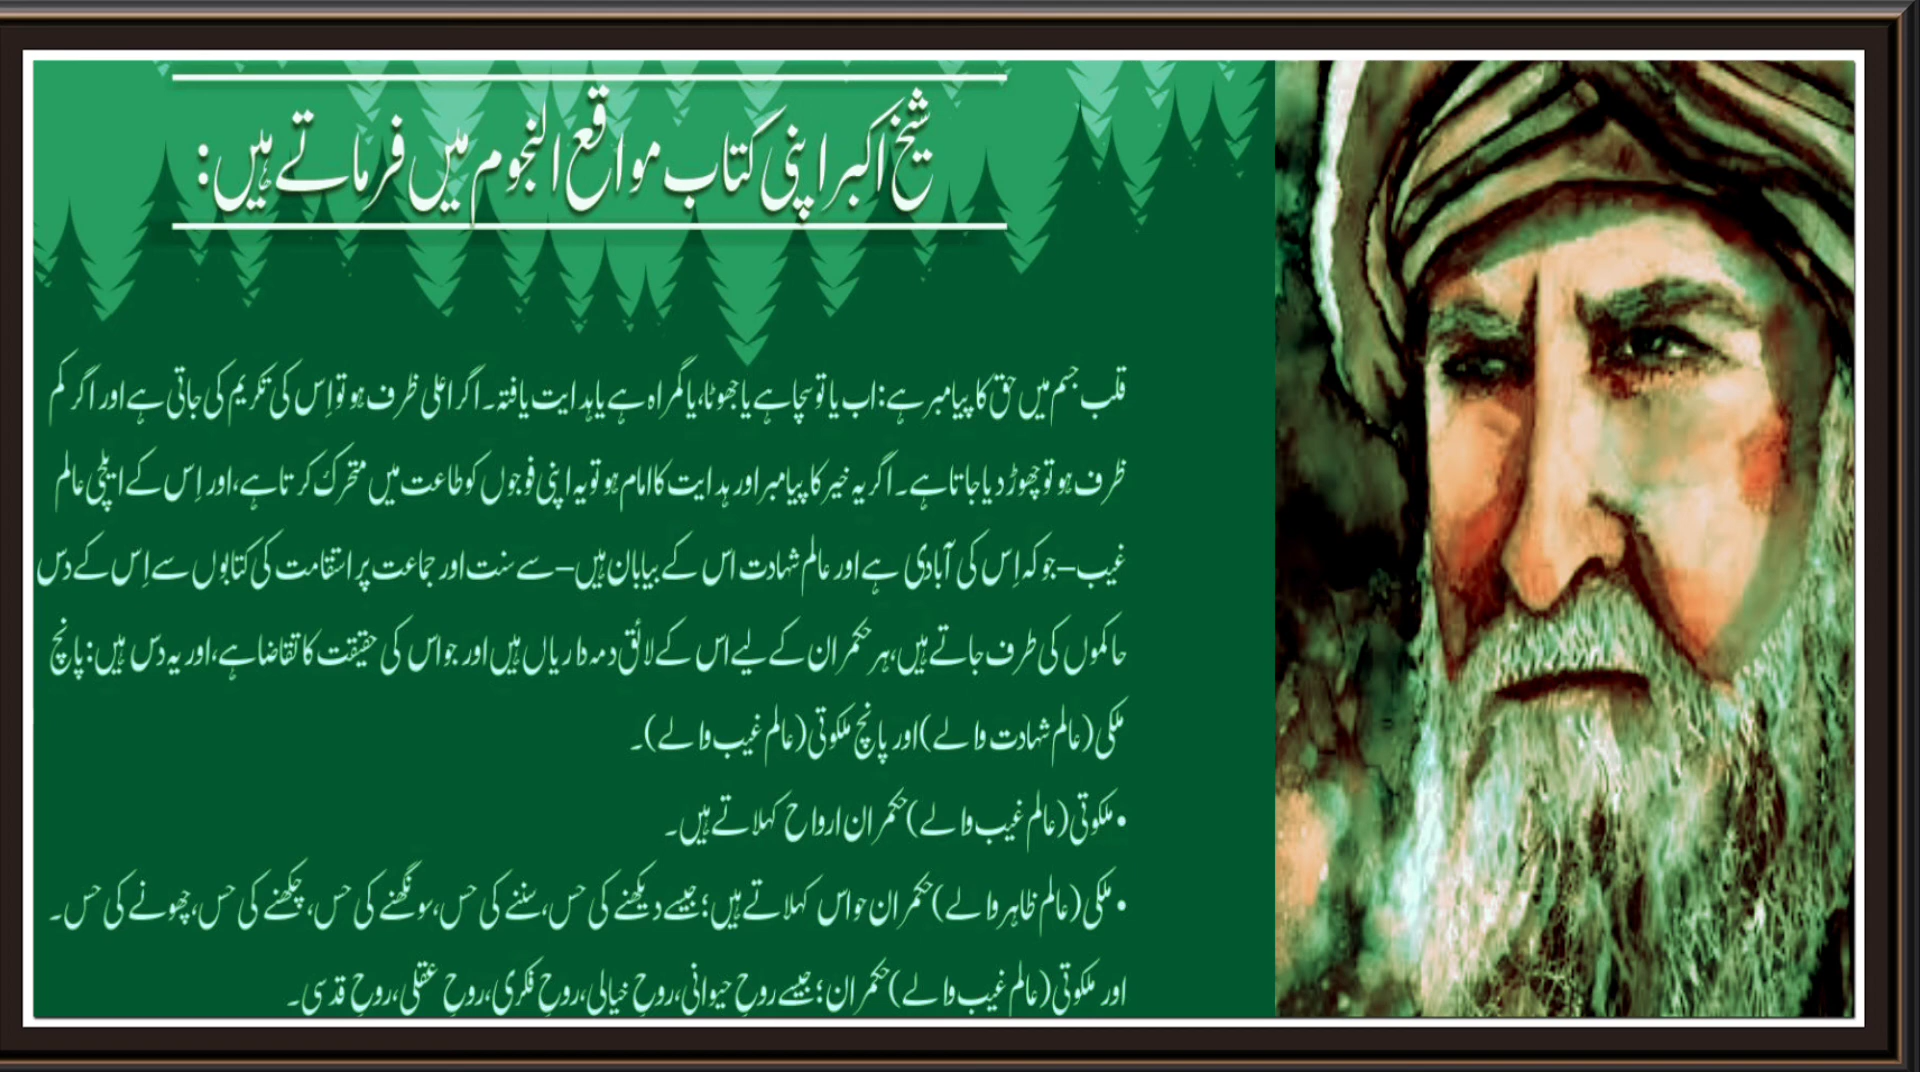 شیخ اکبر اپنی کتاب مواقع النجوم میں فرماتے ہیں:
قلب جسم میں حق کا پیامبر ہے: اب یا تو سچا ہے یا جھوٹا، یا گمراہ ہے یا ہدایت یافتہ۔ اگر اعلی ظرف ہو تو اِس کی تکریم کی جاتی ہے اور اگر کم
ظرف ہو تو چھوڑ دیا جاتا ہے۔ اگر یہ خیر کا پیامبر اور ہدایت کا امام ہو تو یہ اپنی فوجوں کو طاعت میں متحرک کرتا ہے، اور اِس کے ایلچی عالم
غیب–جو کہ اِس کی آبادی ہے اور عالم شہادت اس کے بیابان ہیں–سے سنت اور جماعت پر استقامت کی کتابوں سے اِس کے دس
حاکموں کی طرف جاتے ہیں، ہر حکمران کے لیے اس کے لائق ذمہ داریاں ہیں اور جو اس کی حقیقت کا تقاضا ہے، اور یہ دس ہیں: پانچ
ملکی (عالم شہادت والے) اور پانچ ملکوتی (عالم غیب والے)۔
• ملکوتی (عالم غیب والے) حکمران ارواح کہلاتے ہیں۔
• ملکی (عالم ظاہر والے) حکمران حواس کہلاتے ہیں؛ جیسے دیکھنے کی حس، سننے کی حس، سونگھنے کی حس، چکھنے کی حس، چھونے کی حس۔
اور ملکوتی (عالم غیب والے) حکمران؛ جیسے روحِ حیوانی، روحِ خیالی، روحِ فکری، روحِ عقلی، روحِ قدسی۔